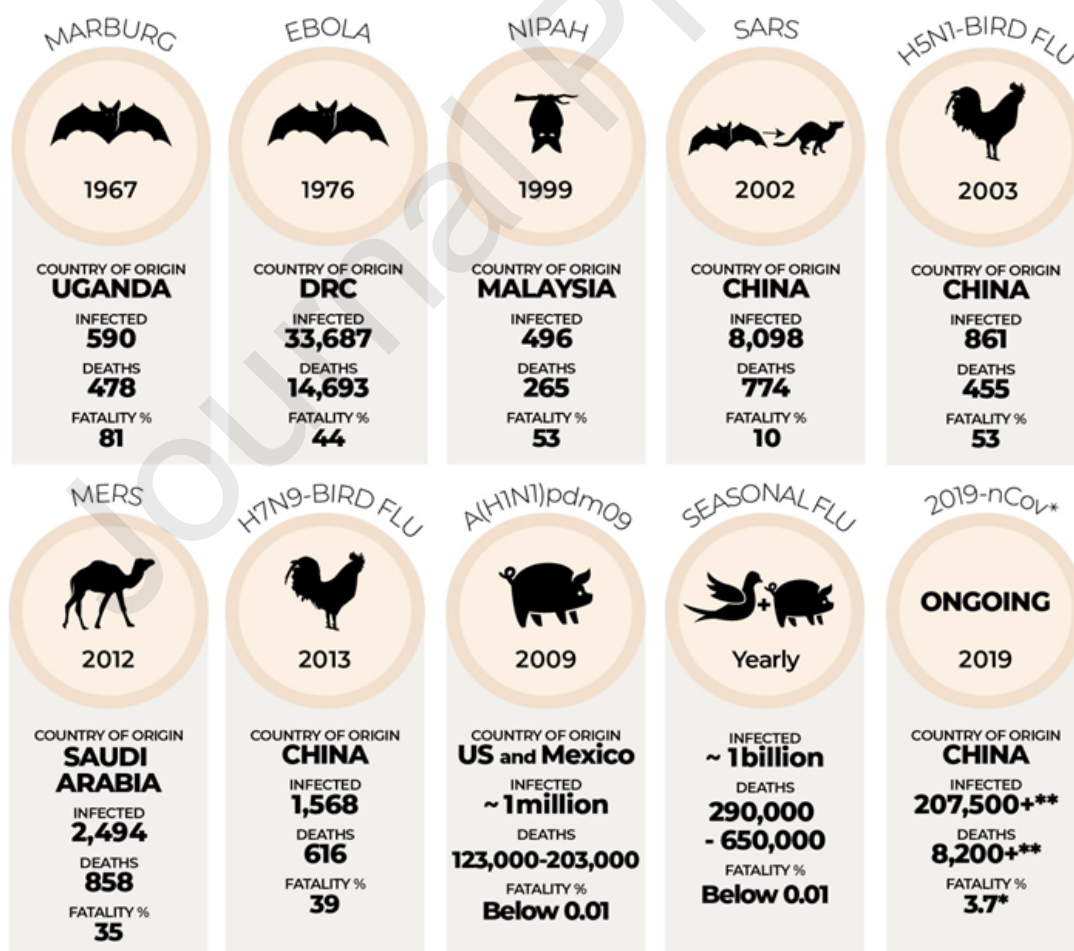 MARBURG
1967
COUNTRY OF ORIGIN
UGANDA
INFECTED
590
DEATHS
478
FATALITY %
81
EBOLA
1976
COUNTRY OF ORIGIN
DRC
INFECTED
33,687
DEATHS
14,693
FATALITY %
44
NIPAH
1999
COUNTRY OF ORIGIN
MALAYSIA
INFECTED
496
DEATHS
265
FATALITY %
53
SARS
2002
COUNTRY OF ORIGIN
CHINA
INFECTED
8,098
DEATHS
774
FATALITY %
10
H5N1-BIRD FLU
2003
COUNTRY OF ORIGIN
CHINA
INFECTED
861
DEATHS
455
FATALITY %
53
MERS
2012
COUNTRY OF ORIGIN
SAUDI
ARABIA
INFECTED
2,494
DEATHS
858
FATALITY %
35
H7N9-BIRD FLU
2013
COUNTRY OF ORIGIN
CHINA
INFECTED
1,568
DEATHS
616
FATALITY %
39
A(H1N1)pdm09
2009
COUNTRY OF ORIGIN
US and Mexico
INFECTED
~ 1million
DEATHS
123,000-203,000
FATALITY %
Below 0.01
SEASONAL FLU
+
Yearly
INFECTED
~ 1billion
DEATHS
290,000
- 650,000
FATALITY %
Below 0.01
2019-nCov*
ONGOING
2019
COUNTRY OF ORIGIN
CHINA
INFECTED
207,500+**
DEATHS
8,200+**
FATALITY %
3.7*
Journal